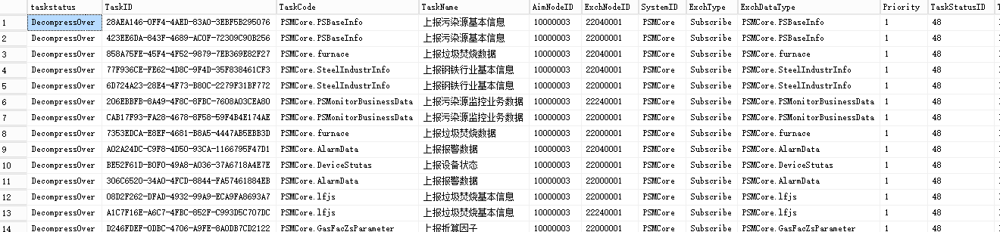 taskstatus TaskID TaskCode TaskName AimNodeID ExchNodeID SystemID ExchType ExchDataType Priority TaskStatusID
1 DecompressOver 28AEA146-0FF4-4AED-83A0-3EBF5B295076 PSMCore.PSBaseInfo 上报污染源基本信息 10000003 22040001 PSMCore Subscribe PSMCore.PSBaseInfo 1 48
2 DecompressOver 423EE6DA-843F-4689-AC0F-72309C90B256 PSMCore.PSBaseInfo 上报污染源基本信息 10000003 22000001 PSMCore Subscribe PSMCore.PSBaseInfo 1 48
3 DecompressOver 858A75FE-45F4-4F52-9879-7EB369E82F27 PSMCore.furnace 上报垃圾焚烧数据 10000003 22040001 PSMCore Subscribe PSMCore.furnace 1 48
4 DecompressOver 77F936CE-FE62-4D8C-9F4D-35F838461CF3 PSMCore.SteelIndustrInfo 上报钢铁行业基本信息 10000003 22040001 PSMCore Subscribe PSMCore.SteelIndustrInfo 1 48
5 DecompressOver 6D724A23-28E4-4F73-B80C-2279F31BF772 PSMCore.SteelIndustrInfo 上报钢铁行业基本信息 10000003 22000001 PSMCore Subscribe PSMCore.SteelIndustrInfo 1 48
6 DecompressOver 206EBBFB-8A49-4F8C-8FBC-7608A03CEA80 PSMCore.PSMonitorBusinessData 上报污染源监控业务数据 10000003 22240001 PSMCore Subscribe PSMCore.PSMonitorBusinessData 1 48
7 DecompressOver CAB17F93-FA28-4678-8F58-59F4B4E174AE PSMCore.PSMonitorBusinessData 上报污染源监控业务数据 10000003 22000001 PSMCore Subscribe PSMCore.PSMonitorBusinessData 1 48
8 DecompressOver 7353EDCA-E8EF-4681-B8A5-4447AB5EBB3D PSMCore.furnace 上报垃圾焚烧数据 10000003 22000001 PSMCore Subscribe PSMCore.furnace 1 48
9 DecompressOver A02A24DC-C9F8-4D50-93CA-1166795F47D1 PSMCore.AlarmData 上报报警数据 10000003 22040001 PSMCore Subscribe PSMCore.AlarmData 1 48
10 DecompressOver BE52F61D-B0F0-49A8-A036-37A6718A4E7E PSMCore.DeviceStutas 上报设备状态 10000003 22000001 PSMCore Subscribe PSMCore.DeviceStutas 1 48
11 DecompressOver 306C6520-34A0-4FCD-8844-FA57461884EB PSMCore.AlarmData 上报报警数据 10000003 22000001 PSMCore Subscribe PSMCore.AlarmData 1 48
12 DecompressOver 08D2F262-DFAD-4932-99A9-ECA9FA8693A7 PSMCore.lfjs 上报垃圾焚烧基本信息 10000003 22000001 PSMCore Subscribe PSMCore.lfjs 1 48
13 DecompressOver A1C7F16E-A6C7-4FBC-852F-C993D5C707DC PSMCore.lfjs 上报垃圾焚烧基本信息 10000003 22240001 PSMCore Subscribe PSMCore.lfjs 1 48
14 DecompressOver D246FDEF-0DBC-4706-A9FE-8A0DB7CD2122 PSMCore.GasFacZsParameter 上报折算因子 10000003 22000001 PSMCore Subscribe PSMCore.GasFacZsParameter 1 48